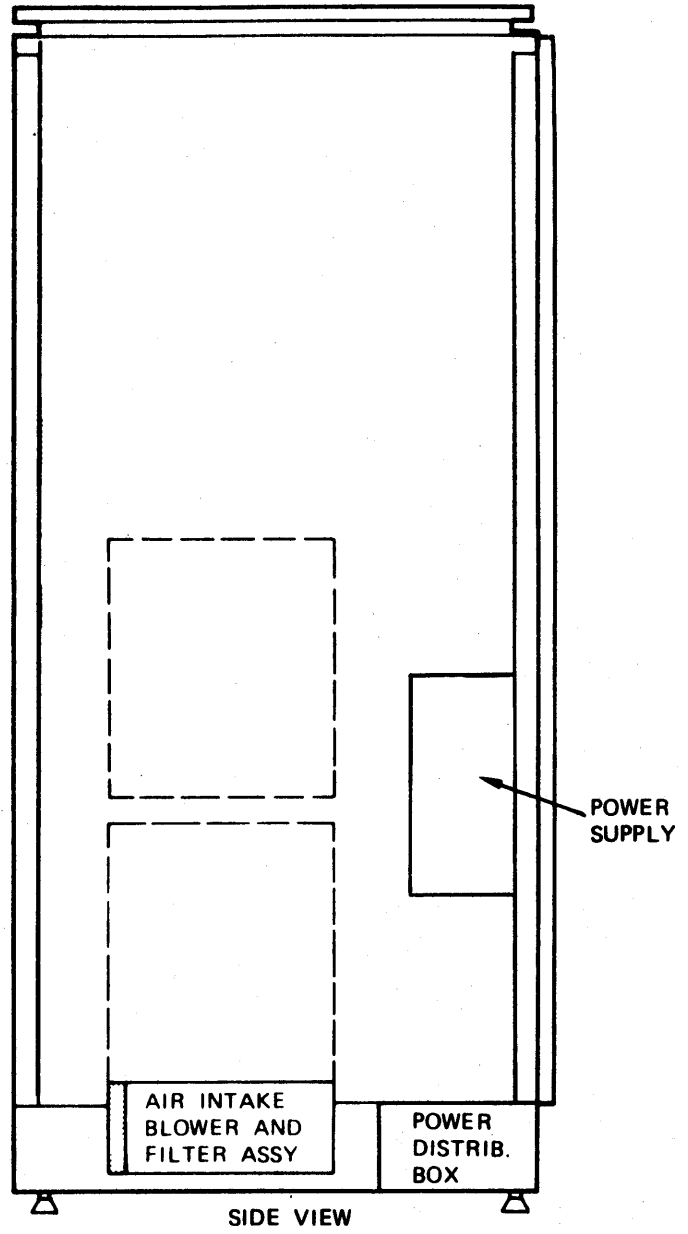 POWER
SUPPLY
AIR INTAKE
BLOWER AND
FILTER ASSY
POWER
DISTRIB.
BOX
SIDE VIEW